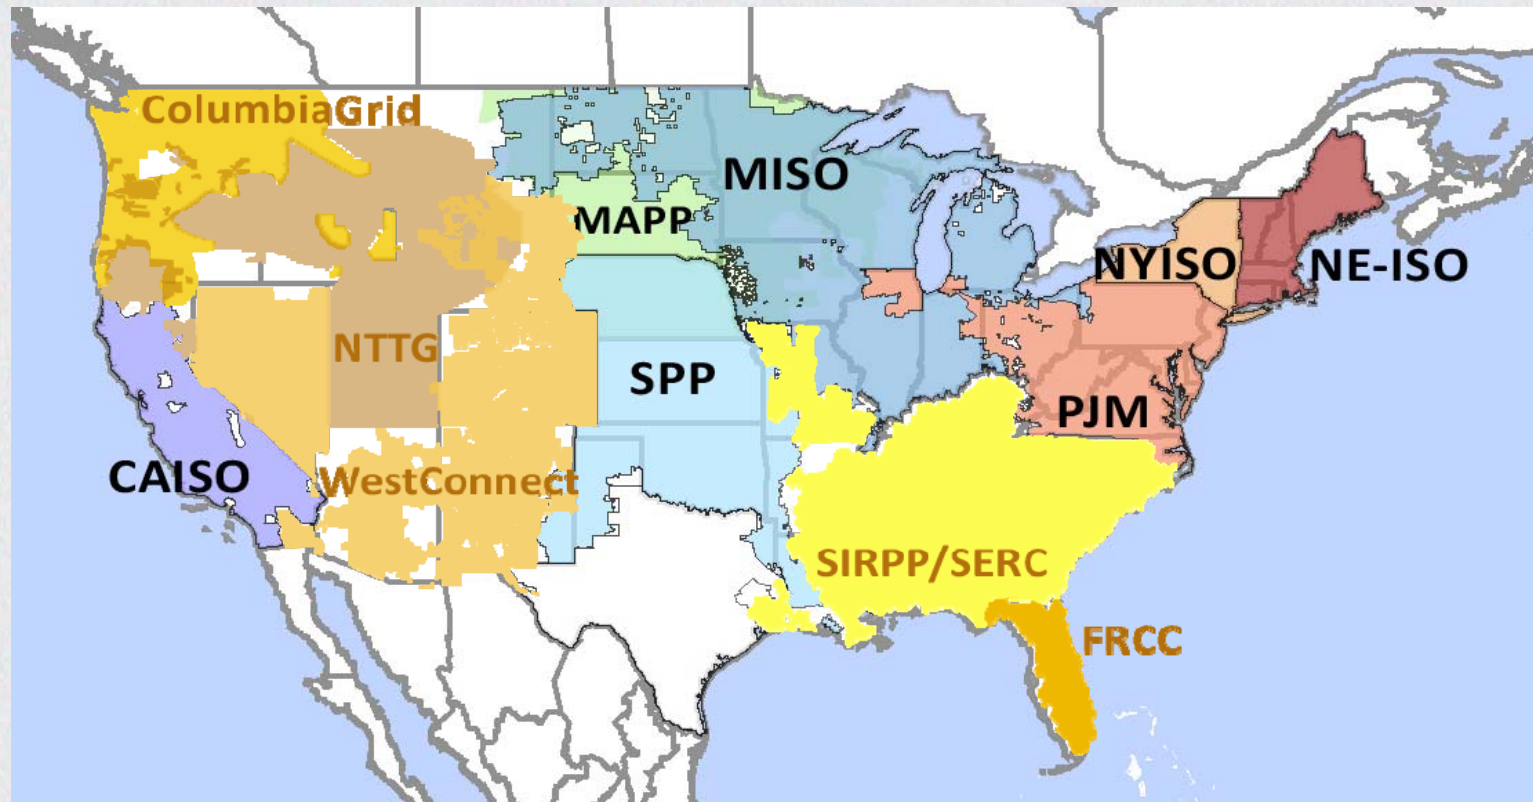 ColumbiaGrid
MISO
MAPP
NYISO
NE-ISO
NTTG
SPP
PJM
CAISO
WestConnect
SIRPP/SERC
FRCC